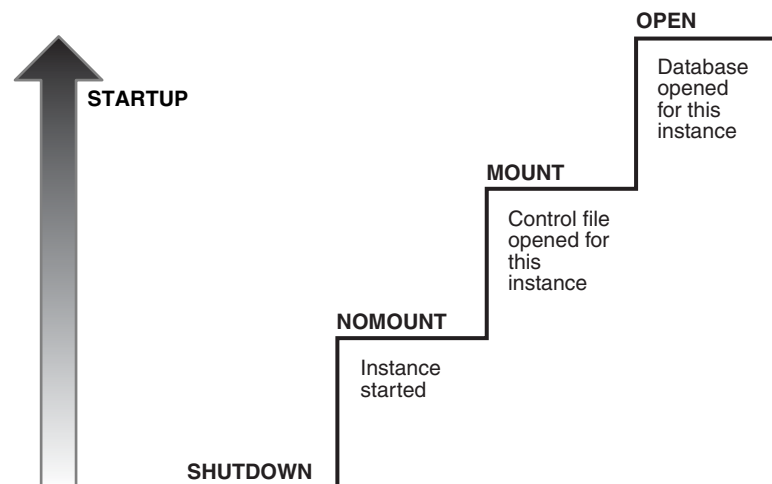 OPEN
Database
opened
for this
instance
STARTUP
MOUNT
Control file
opened for
this
instance
NOMOUNT
Instance
started
SHUTDOWN